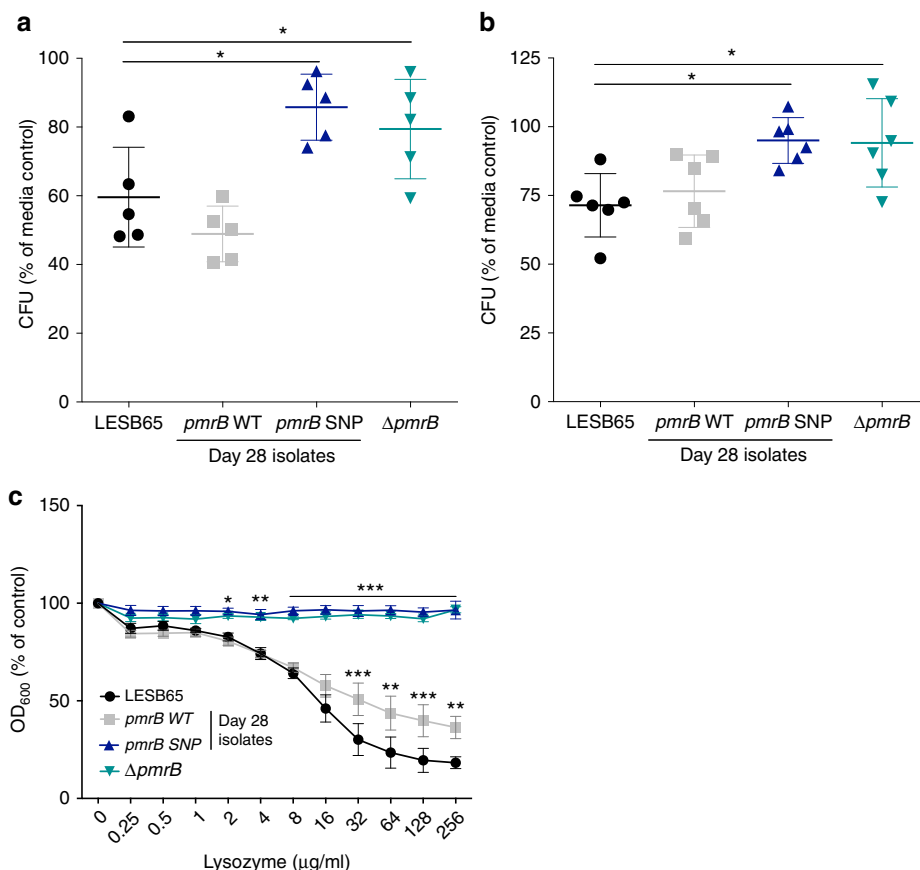 a
*
*
100
80
60
40
20
0
CFU (% of media control)
LESB65
pmrB WT
pmrB SNP
ΔpmrB
Day 28 isolates
b
*
*
125
100
75
50
25
0
CFU (% of media control)
LESB65
pmrB WT
pmrB SNP
ΔpmrB
Day 28 isolates
c
150
100
50
0
OD600 (% of control)
* ** ***
*** ** *** **
LESB65
pmrB WT
pmrB SNP
Day 28
isolates
ΔpmrB
0 0.25 0.5 1 2 4 8 16 32 64 128 256
Lysozyme (μg/ml)